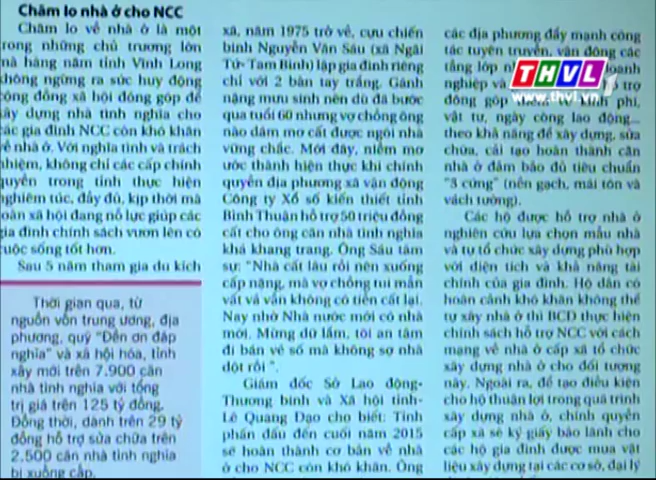 Chăm lo nhà ở cho NCC
Chăm lo về nhà ở là một
trong những chủ trương lớn
mà hàng năm tỉnh Vĩnh Long
không ngừng ra sức huy động
cộng đồng xã hội đóng góp để
xây dựng nhà tình nghĩa cho
các gia đình NCC còn khó khăn
về nhà ở. Với nghĩa tình và trách
nhiệm, không chỉ các cấp chính
quyền trong tỉnh thực hiện
nghiêm túc, đầy đủ, kịp thời mà
toàn xã hội đang nỗ lực giúp các
gia đình chính sách vươn lên có
cuộc sống tốt hơn.
Sau 5 năm tham gia du kích
Thời gian qua, từ
nguồn vốn trung ương, địa
phương, quỹ "Đền ơn đáp
nghĩa" và xã hội hóa, tỉnh
xây mới trên 7.900 căn
nhà tình nghĩa với tổng
trị giá trên 125 tỷ đồng.
Đồng thời, dành trên 29 tỷ
đồng hỗ trợ sửa chữa trên
2.500 căn nhà tình nghĩa
bị xuống cấp.
xã, năm 1975 trở về, cựu chiến
binh Nguyễn Văn Sáu (xã Ngãi
Tứ- Tam Bình) lập gia đình riêng
chỉ với 2 bàn tay trắng. Gánh
nặng mưu sinh nên dù đã bước
qua tuổi 60 nhưng vợ chồng ông
nào dám mơ cất được ngôi nhà
vững chắc. Mới đây, niềm mơ
ước thành hiện thực khi chính
quyền địa phương xã vận động
Công ty Xổ số kiến thiết tỉnh
Bình Thuận hỗ trợ 50 triệu đồng
cất cho ông căn nhà tình nghĩa
khá khang trang. Ông Sáu tâm
sự: "Nhà cất lâu rồi nên xuống
cấp nặng, mà vợ chồng tui mần
vất vả vẫn không có tiền cất lại.
Nay nhờ Nhà nước mới có nhà
mới. Mừng dữ lắm, tôi an tâm
đi bán vé số mà không sợ nhà
dột rồi ".
Giám đốc Sở Lao động-
Thương binh và Xã hội tỉnh-
Lê Quang Đạo cho biết: Tỉnh
phấn đấu đến cuối năm 2015
sẽ hoàn thành cơ bản về nhà
ở cho NCC còn khó khăn. Ông
các địa phương đẩy mạnh công
tác tuyên truyền, vận động các
tầng lớp
nghiệp và
đóng góp
vật tư, ngày công lao động...
theo khả năng để xây dựng, sửa
chữa, cải tạo hoàn thành căn
nhà ở đảm bảo đủ tiêu chuẩn
"3 cứng" (nền gạch, mái tôn và
vách tường).
Các hộ được hỗ trợ nhà ở
nghiên cứu lựa chọn mẫu nhà
và tự tổ chức xây dựng phù hợp
với diện tích và khả năng tài
chính của gia đình. Hộ dân có
hoàn cảnh khó khăn không thể
tự xây nhà ở thì BCĐ thực hiện
chính sách hỗ trợ NCC với cách
mạng về nhà ở cấp xã tổ chức
xây dựng nhà ở cho đối tượng
này. Ngoài ra, để tạo điều kiện
cho hộ thuận lợi trong quá trình
xây dựng nhà ở, chính quyền
cấp xã sẽ ký giấy bảo lãnh cho
các hộ gia đình được mua vật
liệu xây dựng tại các cơ sở, đại lý
THVL
www.thvl.vn